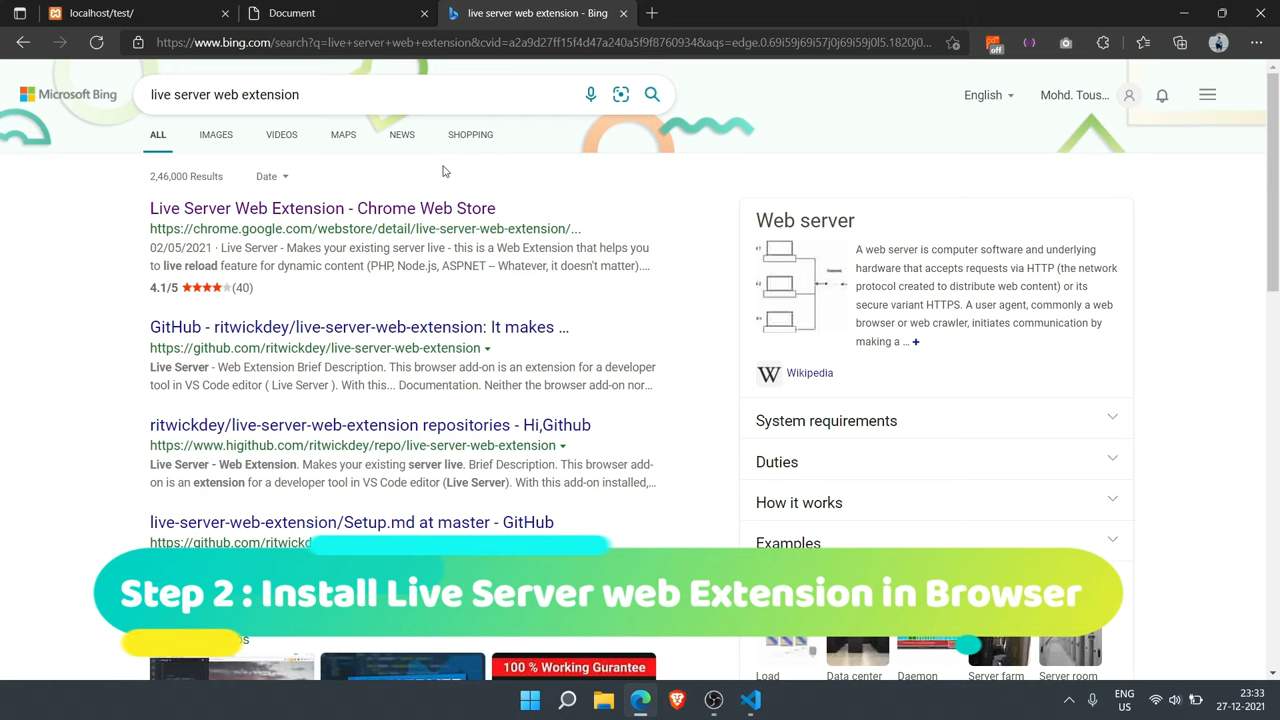 localhost/test/
Document
live server web extension - Bing
https://www.bing.com/search?q=live+server+web+extension&cvid=a2a9d27ff15f4d47a240a5f9f8760934&aqs=edge.0.69i59j69i57j0j69i59j0l5.1820j0...
off
Microsoft Bing
live server web extension
English
Mohd. Tous...
ALL
IMAGES
VIDEOS
MAPS
NEWS
SHOPPING
2,46,000 Results
Date
Live Server Web Extension - Chrome Web Store
https://chrome.google.com/webstore/detail/live-server-web-extension/...
02/05/2021 · Live Server - Makes your existing server live - this is a Web Extension that helps you
to live reload feature for dynamic content (PHP, Node.js, ASPNET -- Whatever, it doesn't matter)....
4.1/5 (40)
GitHub - ritwickdey/live-server-web-extension: It makes ...
https://github.com/ritwickdey/live-server-web-extension
Live Server - Web Extension Brief Description. This browser add-on is an extension for a developer
tool in VS Code editor ( Live Server ). With this... Documentation. Neither the browser add-on nor...
ritwickdey/live-server-web-extension repositories - Hi,Github
https://www.higithub.com/ritwickdey/repo/live-server-web-extension
Live Server - Web Extension. Makes your existing server live. Brief Description. This browser add-
on is an extension for a developer tool in VS Code editor (Live Server). With this add-on installed,...
live-server-web-extension/Setup.md at master - GitHub
https://github.com/ritwickd
Web server
A web server is computer software and underlying
hardware that accepts requests via HTTP (the network
protocol created to distribute web content) or its
secure variant HTTPS. A user agent, commonly a web
browser or web crawler, initiates communication by
making a ... +
W Wikipedia
System requirements
Duties
How it works
Examples
Step 2 : Install Live Server web Extension in Browser
100 % Working Gurantee
Load
Data center
Daemon
Server farm
Server room
ENG
US
23:33
27-12-2021